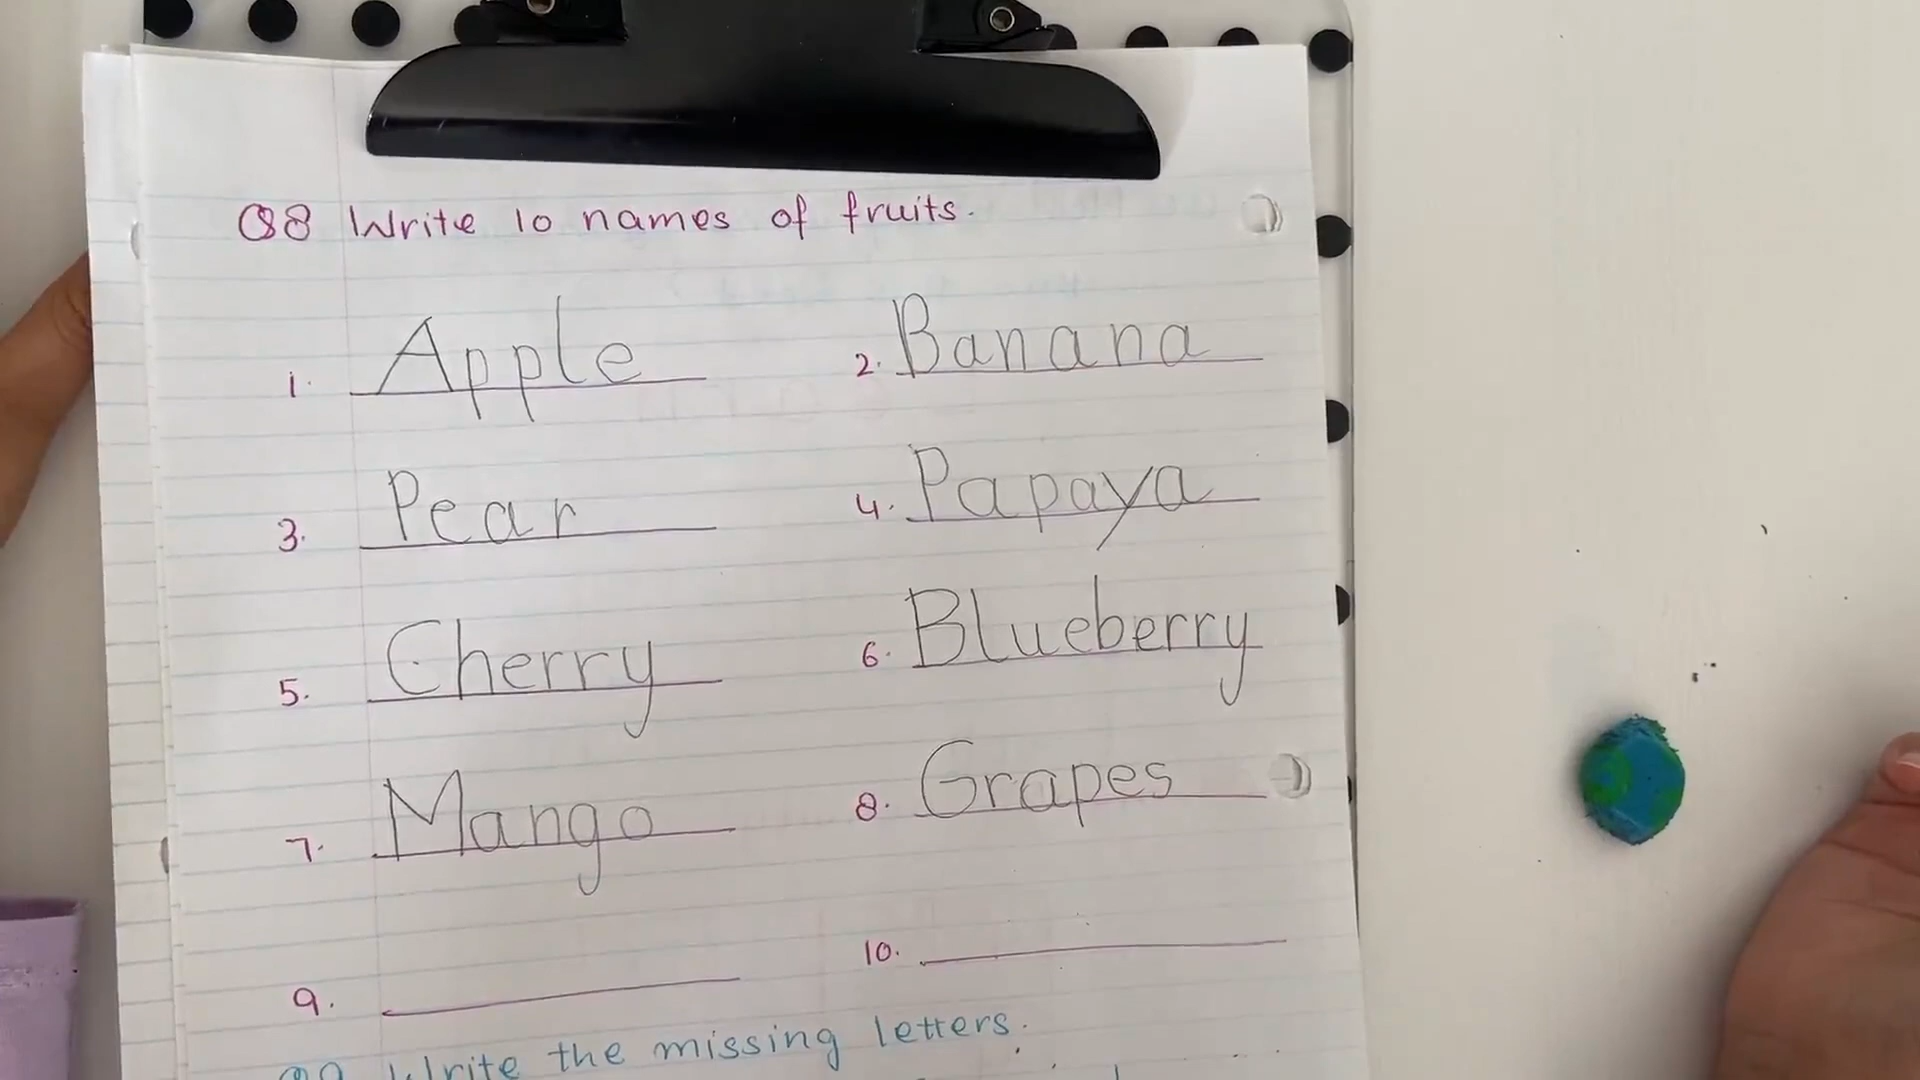 Q8 Write 10 names of fruits.
1. Apple 2. Banana
3. Pear 4. Papaya
5. Cherry 6. Blueberry
7. Mango 8. Grapes
9. 10.
Q9 Write the missing letters.